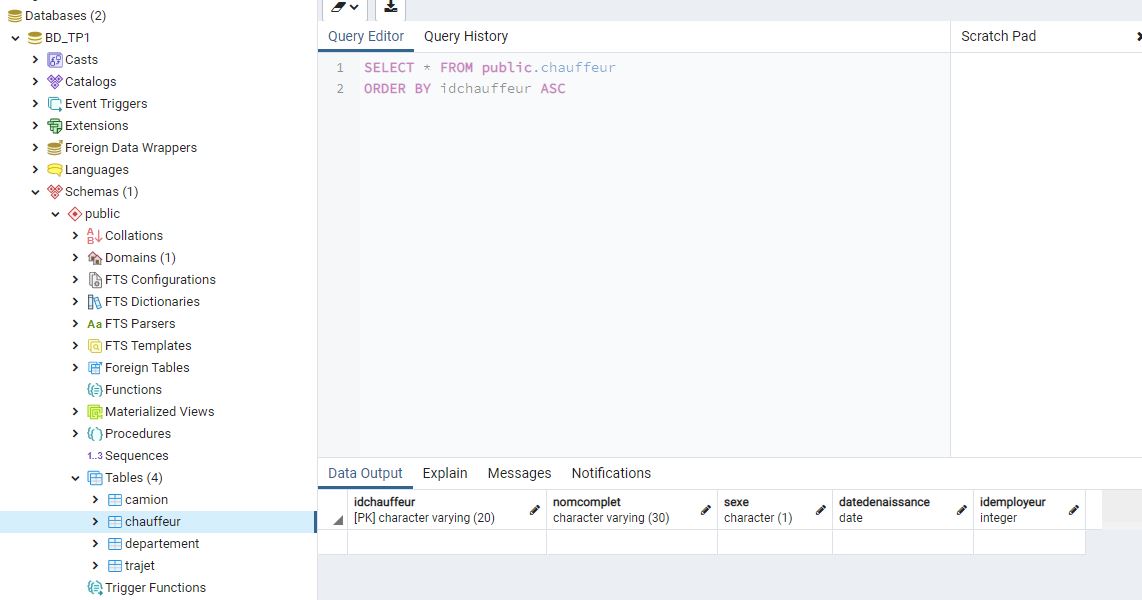 Databases (2)
BD_TP1
Casts
Catalogs
Event Triggers
Extensions
Foreign Data Wrappers
Languages
Schemas (1)
public
Collations
Domains (1)
FTS Configurations
FTS Dictionaries
Aa FTS Parsers
FTS Templates
Foreign Tables
Functions
Materialized Views
Procedures
1..3 Sequences
Tables (4)
camion
chauffeur
departement
trajet
Trigger Functions
Query Editor Query History
Scratch Pad
1 SELECT * FROM public.chauffeur
2 ORDER BY idchauffeur ASC
Data Output Explain Messages Notifications
idchauffeur
[PK] character varying (20)
nomcomplet
character varying (30)
sexe
character (1)
datedenaissance
date
idemployeur
integer